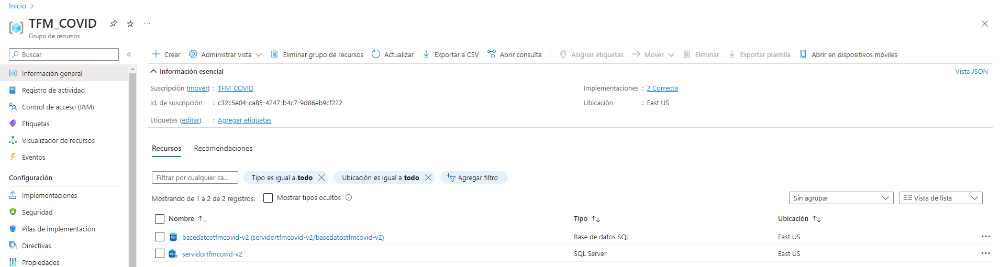 Inicio
TFM_COVID
Grupo de recursos
Buscar
Crear Administrar vista Eliminar grupo de recursos Actualizar Exportar a CSV Abrir consulta Asignar etiquetas Mover Eliminar Exportar plantilla Abrir en dispositivos móviles
Información general
Registro de actividad
Control de acceso (IAM)
Etiquetas
Visualizador de recursos
Eventos
Configuración
Implementaciones
Seguridad
Pilas de implementación
Directivas
Propiedades
Información esencial Vista JSON
Suscripción (mover) : TFM_COVID Implementaciones : 2 Correcta
Id. de suscripción : c32c5e04-ca85-4247-b4c7-9d86eb9cf222 Ubicación : East US
Etiquetas (editar) : Agregar etiquetas
Recursos Recomendaciones
Filtrar por cualquier ca... Tipo es igual a todo Ubicación es igual a todo Agregar filtro
Mostrando de 1 a 2 de 2 registros. Mostrar tipos ocultos Sin agrupar Vista de lista
Nombre Tipo Ubicación
basedatostfmcovid-v2 (servidortfmcovid-v2/basedatostfmcovid-v2) Base de datos SQL East US
servidortfmcovid-v2 SQL Server East US